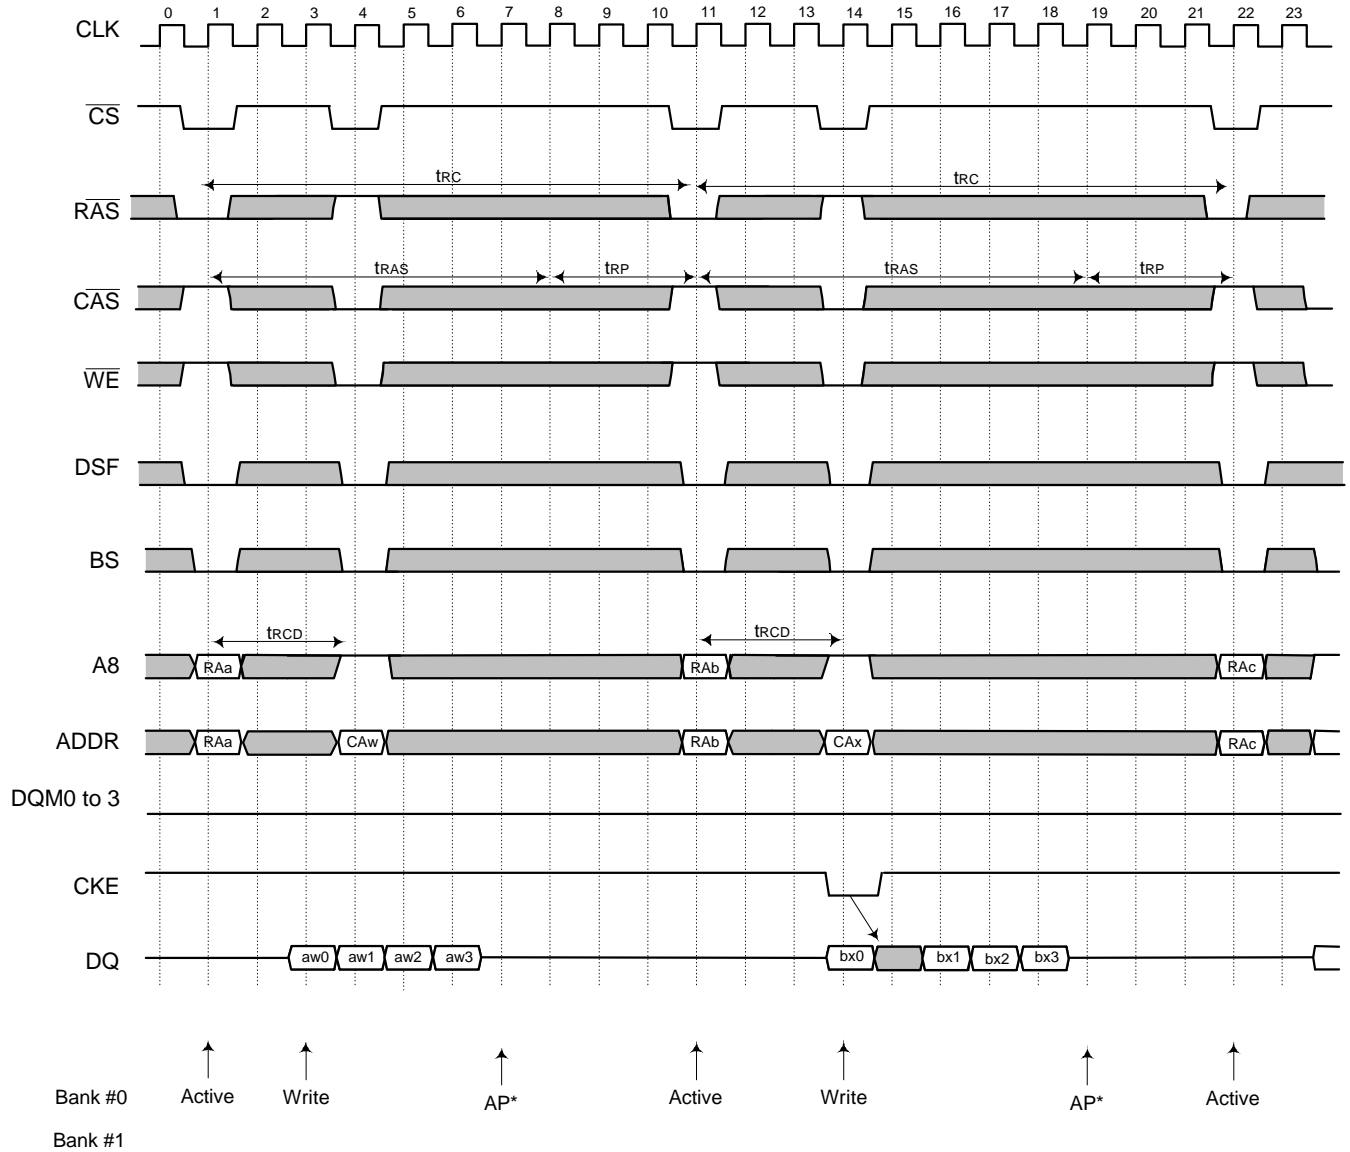 0 1 2 3 4 5 6 7 8 9 10 11 12 13 14 15 16 17 18 19 20 21 22 23
CLK
CS
tRC tRC
RAS
tRAS tRP tRAS tRP
CAS
WE
DSF
BS
tRCD tRCD
A8 RAa RAb RAc
ADDR RAa CAw RAb CAx RAc
DQM0 to 3
CKE
DQ aw0 aw1 aw2 aw3 bx0 bx1 bx2 bx3
Bank #0 Active Write AP* Active Write AP* Active
Bank #1